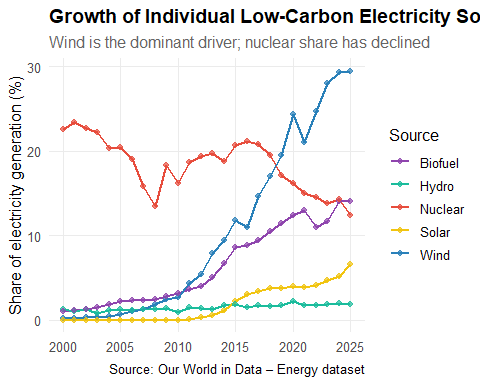 Growth of Individual Low-Carbon Electricity So
Wind is the dominant driver; nuclear share has declined
Share of electricity generation (%)
30
20
10
0
2000
2005
2010
2015
2020
2025
Source
Biofuel
Hydro
Nuclear
Solar
Wind
Source: Our World in Data – Energy dataset